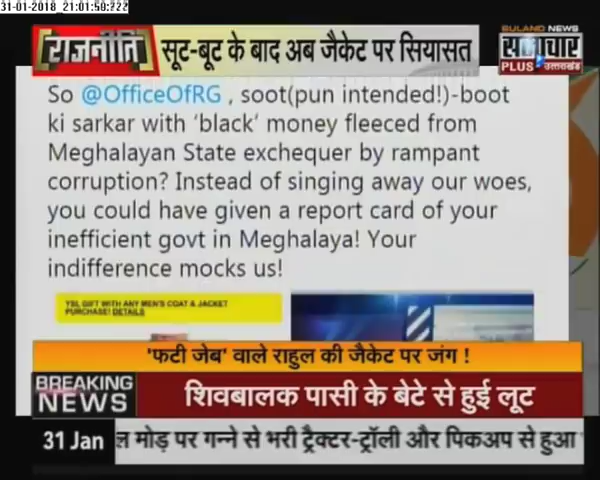 31-01-2018 21:01:50:???
राजनीति
सूट-बूट के बाद अब जैकेट पर सियासत
SULAND NEWS
समाचार
PLUS उत्तराखंड
So @OfficeOfRG , soot(pun intended!)-boot
ki sarkar with ‘black’ money fleeced from
Meghalayan State exchequer by rampant
corruption? Instead of singing away our woes,
you could have given a report card of your
inefficient govt in Meghalaya! Your
indifference mocks us!
YSL GIFT WITH ANY MEN'S COAT & JACKET
PURCHASE! DETAILS
'फटी जेब' वाले राहुल की जैकेट पर जंग !
BREAKING
NEWS
शिवबालक पासी के बेटे से हुई लूट
31 Jan
ल मोड़ पर गन्ने से भरी ट्रैक्टर-ट्रॉली और पिकअप से हुआ